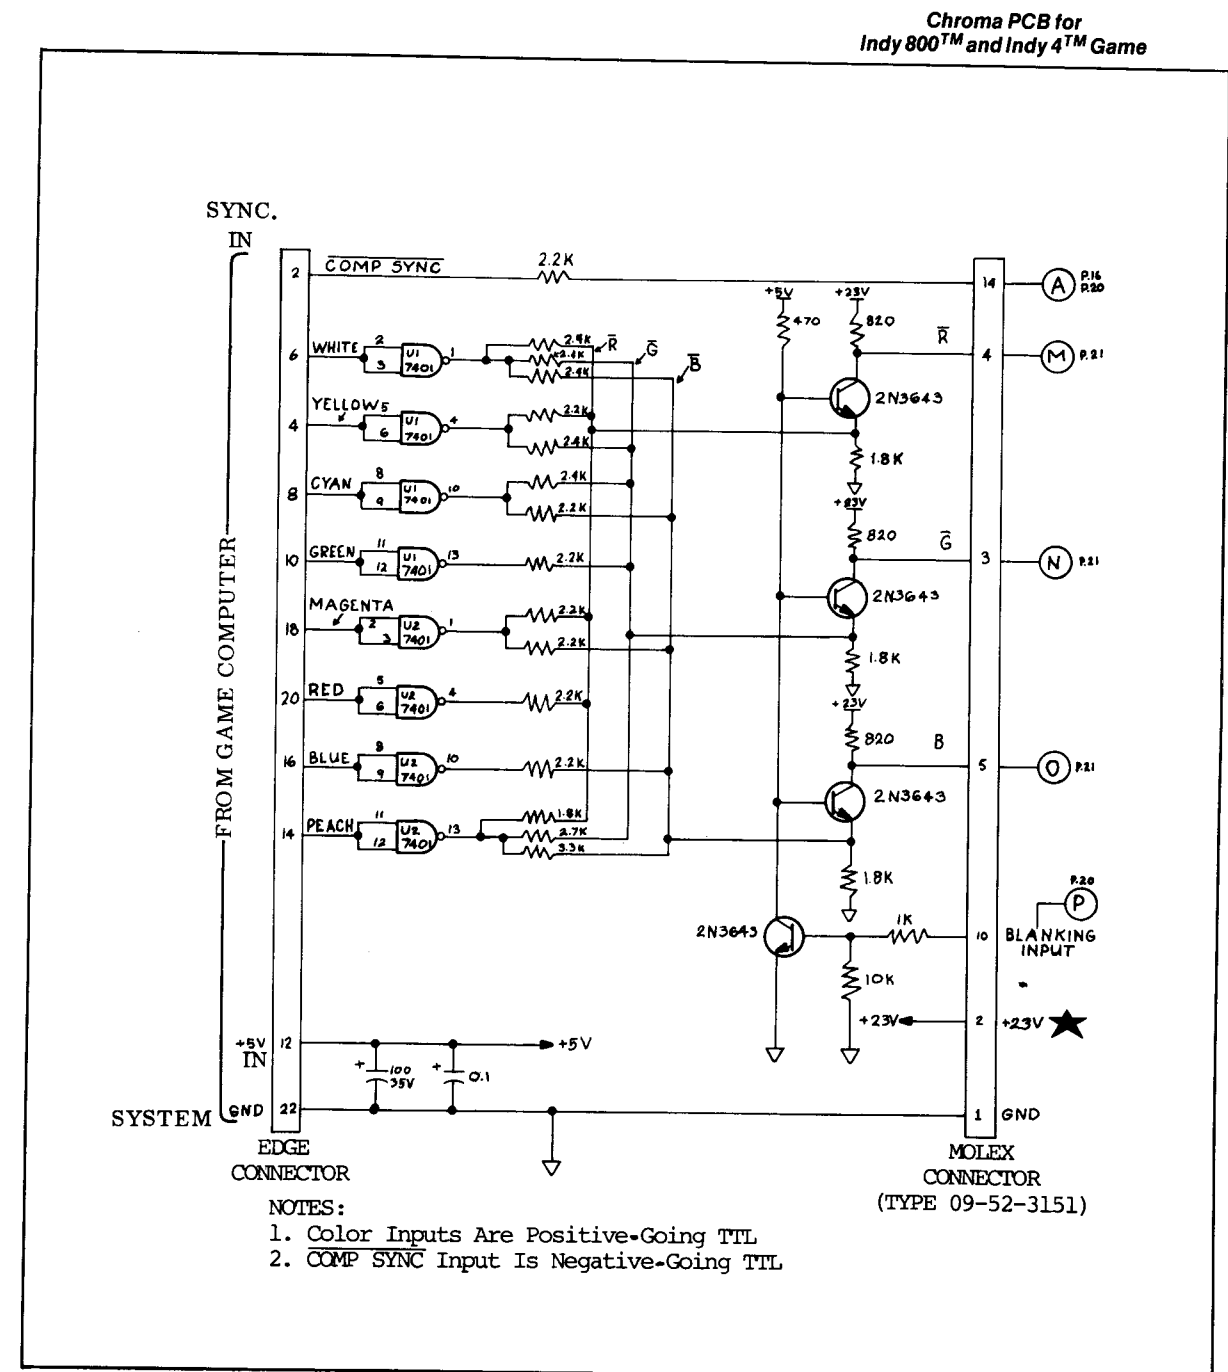 Chroma PCB for
Indy 800™ and Indy 4™ Game
SYNC.
IN
2
COMP SYNC
2.2K
14
A
P.16
P.20
+5V
+23V
470
820
R
4
M
P.21
6
WHITE
2
3
U1
7401
1
2.4K
2.4K
2.4K
R
G
B
2N3643
4
YELLOW
5
6
U1
7401
4
2.2K
2.4K
1.8K
8
CYAN
8
9
U1
7401
10
2.4K
2.2K
+23V
820
G
3
N
P.21
10
GREEN
11
12
U1
7401
13
2.2K
2N3643
18
MAGENTA
2
3
U2
7401
1
2.2K
2.2K
1.8K
20
RED
5
6
U2
7401
4
2.2K
+23V
820
B
5
O
P.21
16
BLUE
8
9
U2
7401
10
2.2K
2N3643
14
PEACH
11
12
U2
7401
13
1.8K
2.7K
3.3K
1.8K
FROM GAME COMPUTER
P.20
P
2N3643
1K
10
BLANKING
INPUT
10K
+23V
2
+23V
+5V
IN
12
+5V
+
100
35V
+
0.1
SYSTEM
GND
22
1
GND
EDGE
CONNECTOR
MOLEX
CONNECTOR
(TYPE 09-52-3151)
NOTES:
1. Color Inputs Are Positive-Going TTL
2. COMP SYNC Input Is Negative-Going TTL